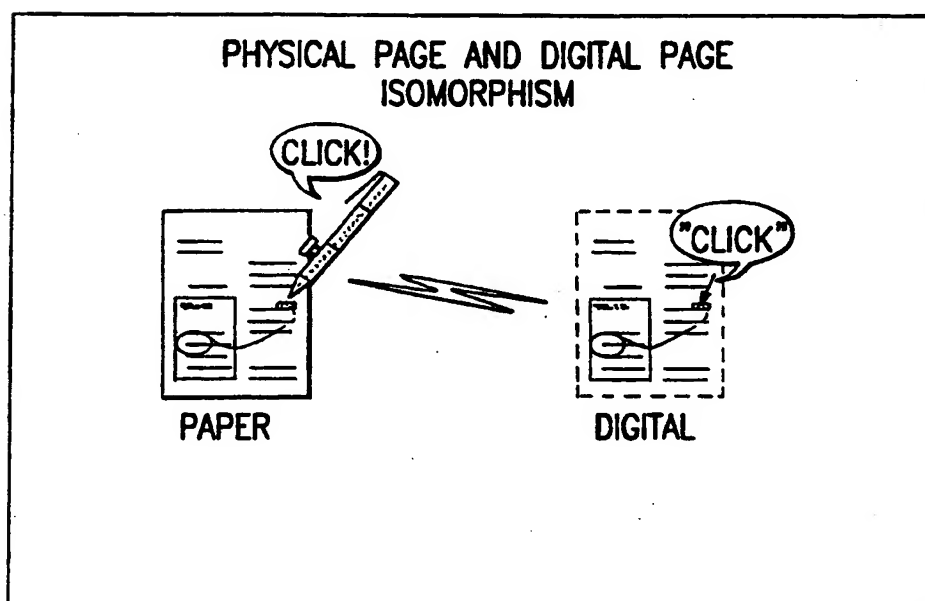 PHYSICAL PAGE AND DIGITAL PAGE
ISOMORPHISM
CLICK!
"CLICK"
PAPER
DIGITAL